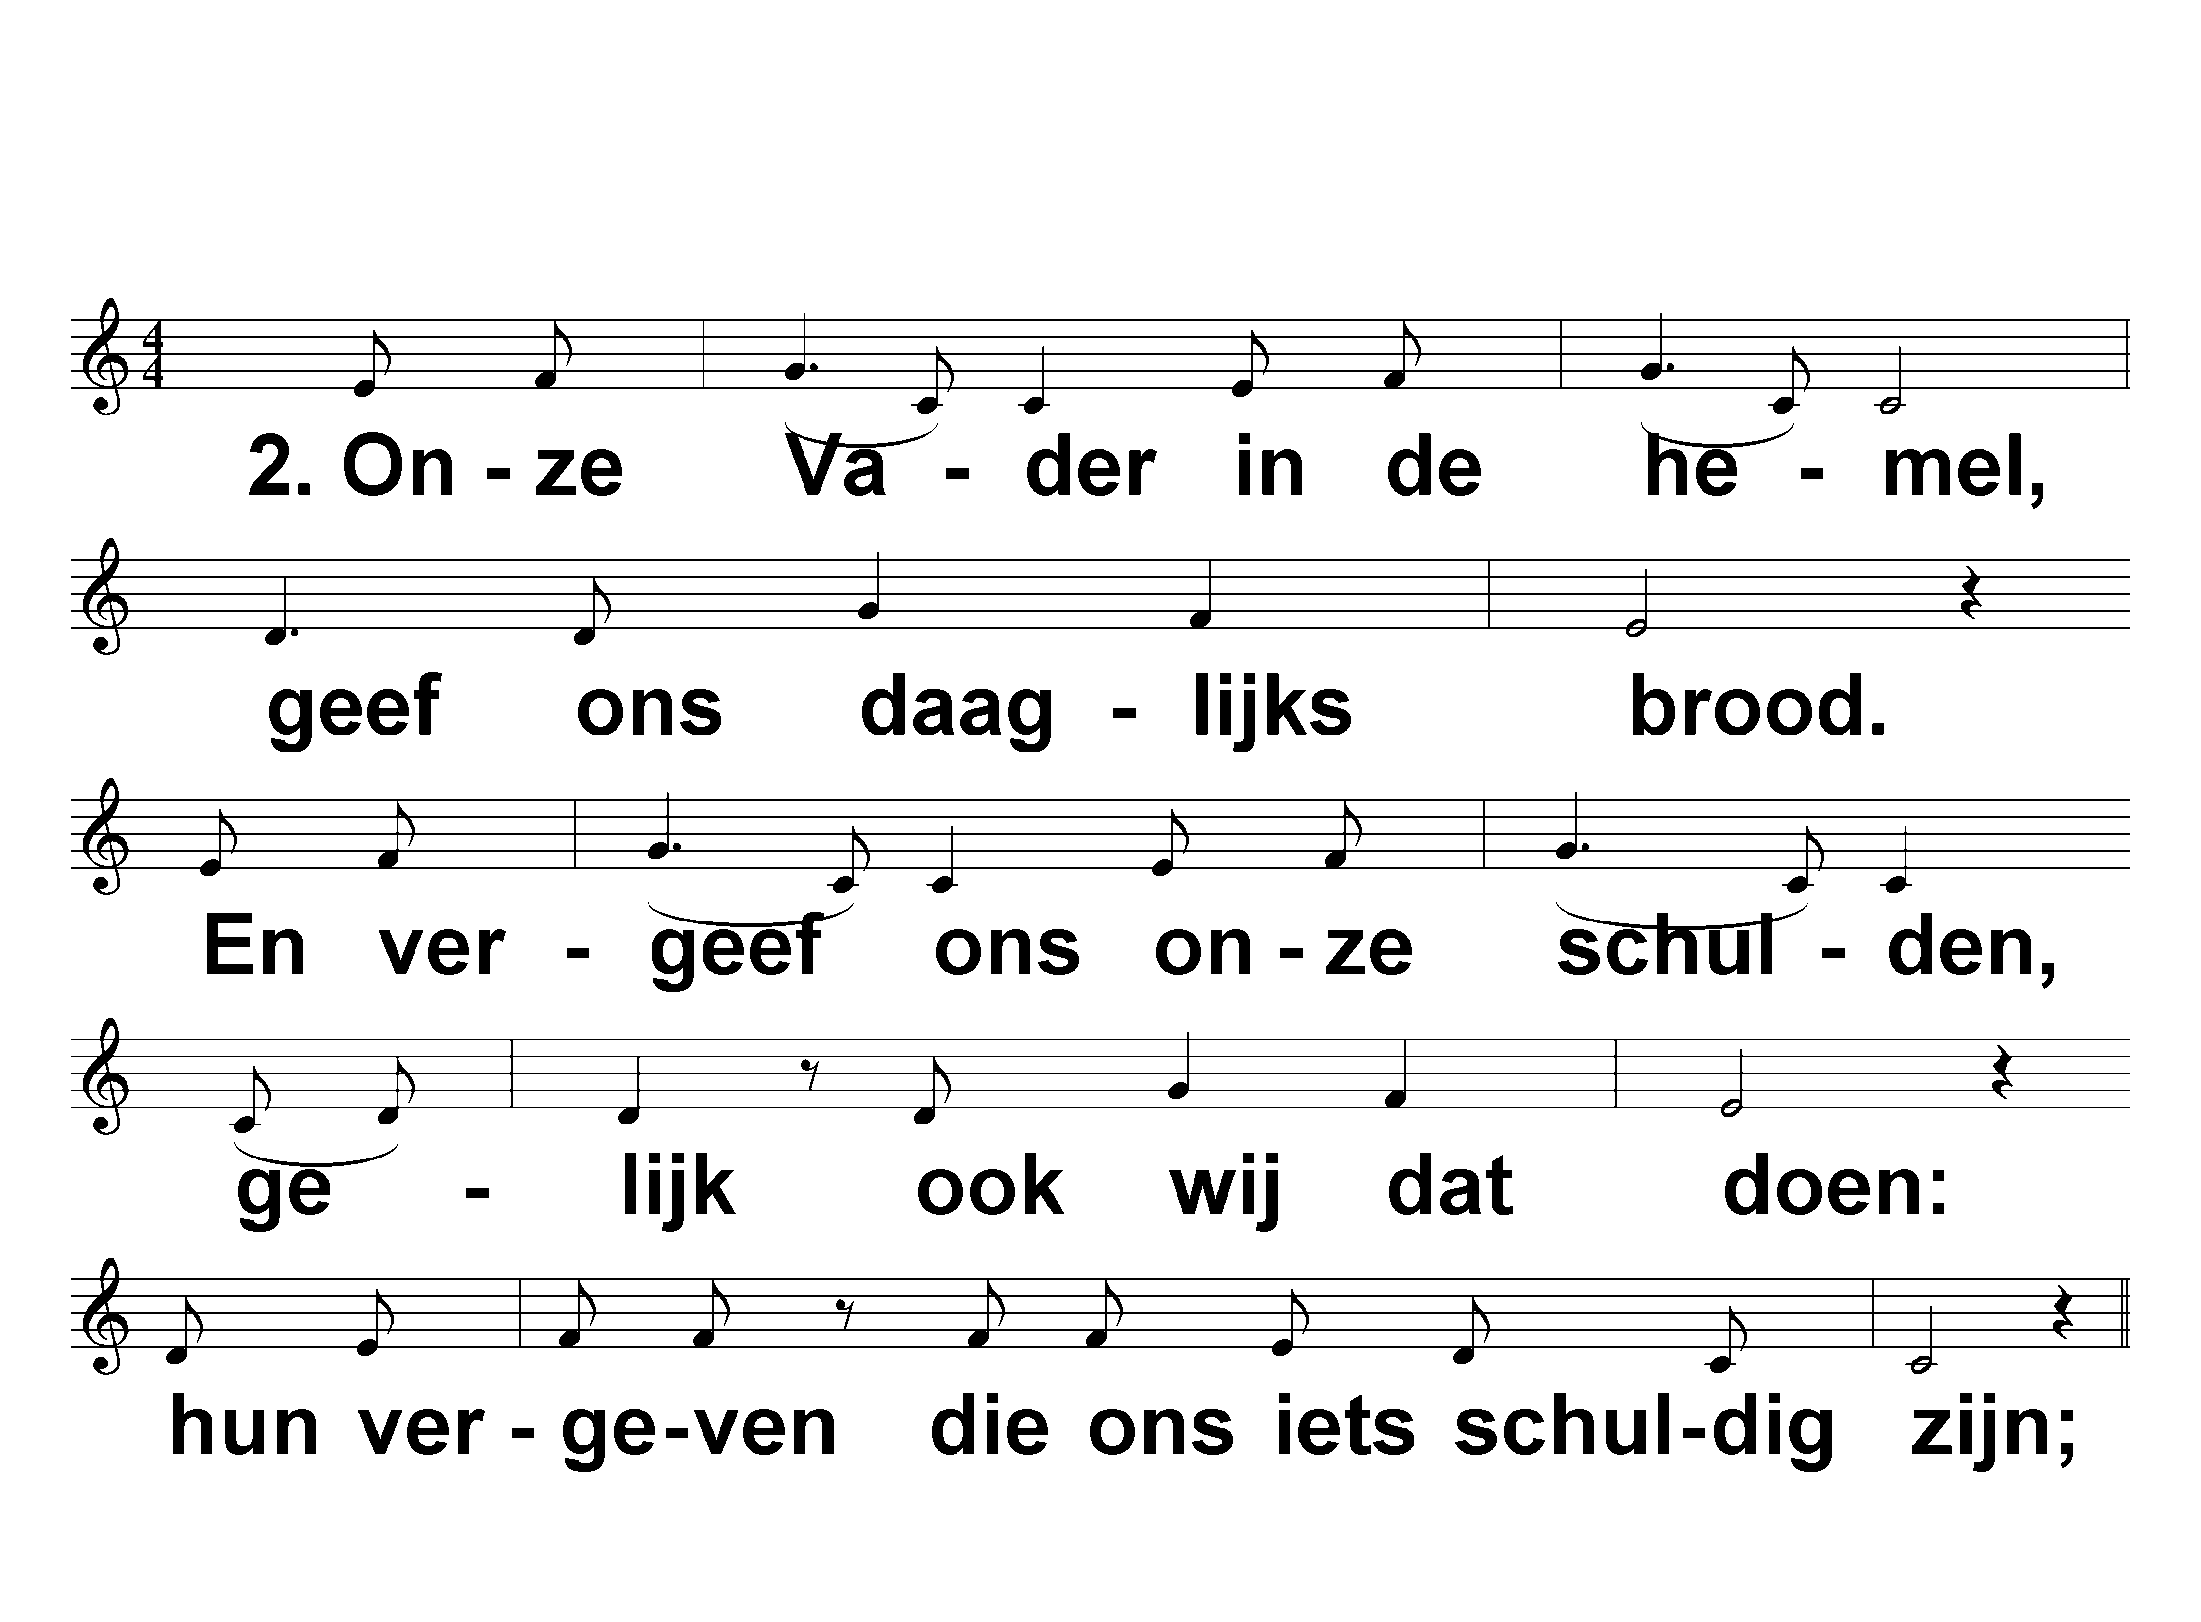 4
4
2. On - ze Va - der in de he - mel,
geef ons daag - lijks brood.
En ver - geef ons on - ze schul - den,
ge - lijk ook wij dat doen:
hun ver - ge-ven die ons iets schul-dig zijn;